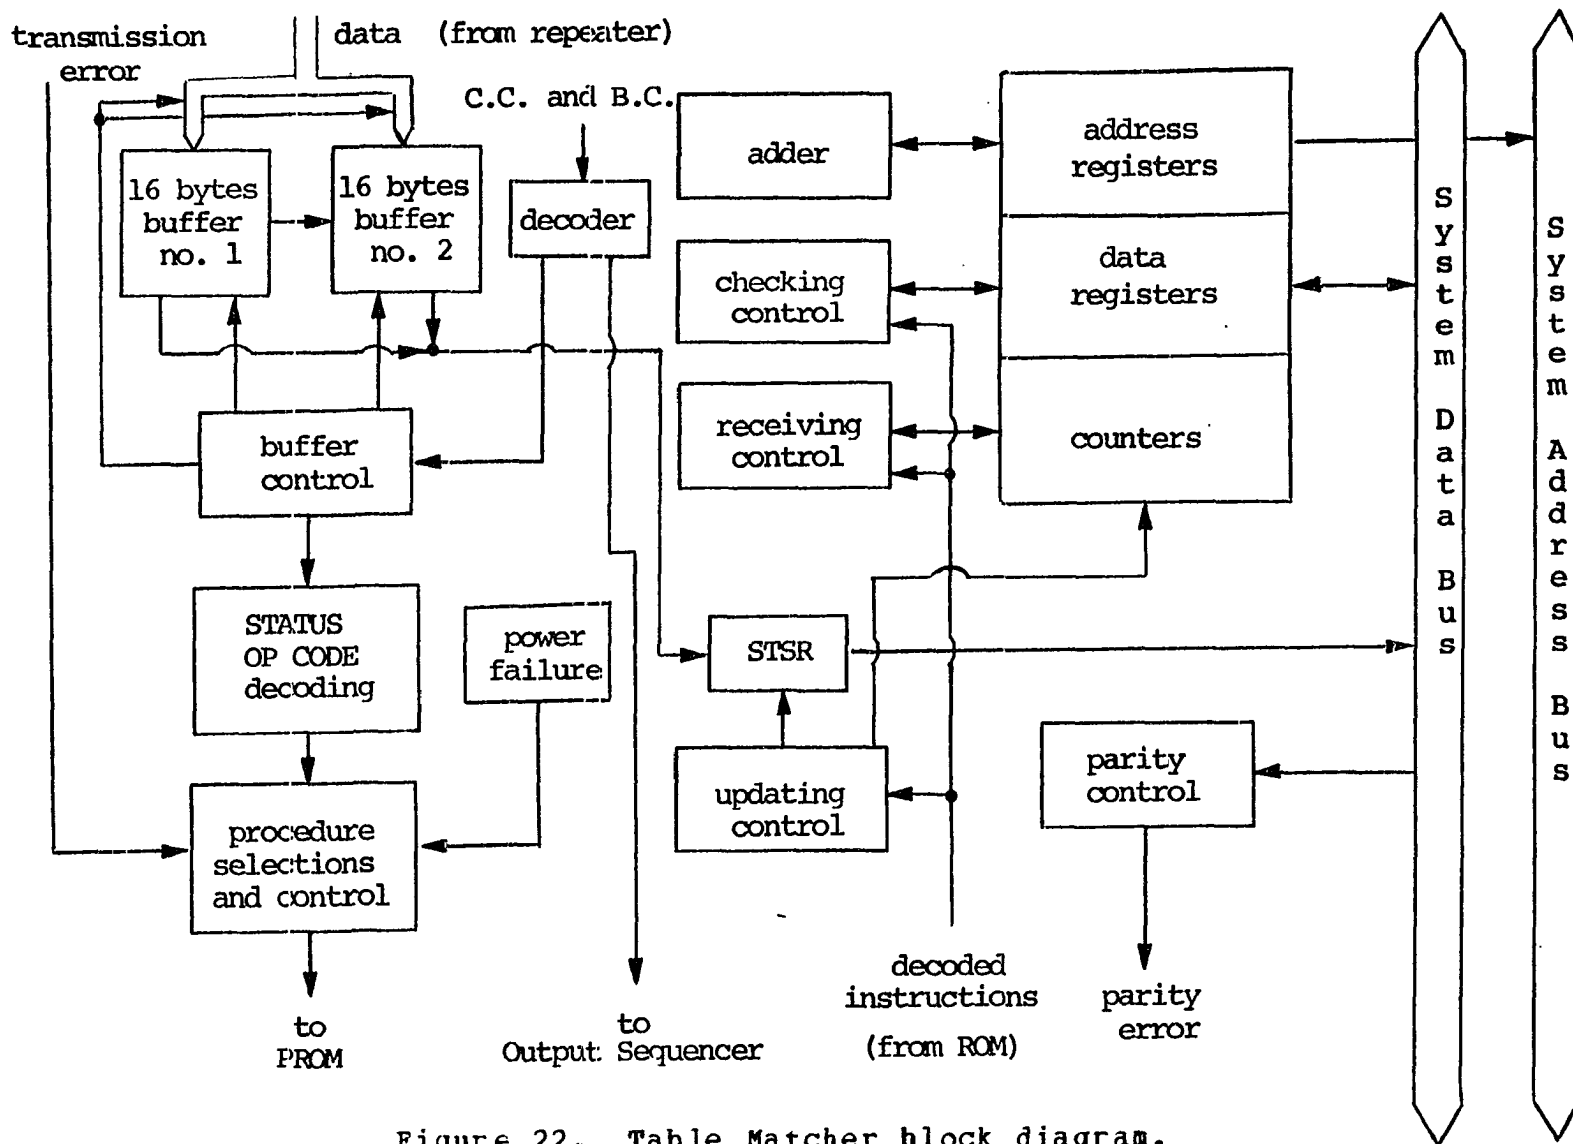 transmission
error
data (from repeater)
C.C. and B.C.
16 bytes
buffer
no. 1
16 bytes
buffer
no. 2
decoder
adder
address
registers
checking
control
data
registers
receiving
control
counters
buffer
control
STATUS
OP CODE
decoding
power
failure
STSR
procedure
selections
and control
updating
control
parity
control
System Data Bus
System Address Bus
to
PROM
to
Output Sequencer
decoded
instructions
(from ROM)
parity
error
Figure 22. Table Matcher block diagram.